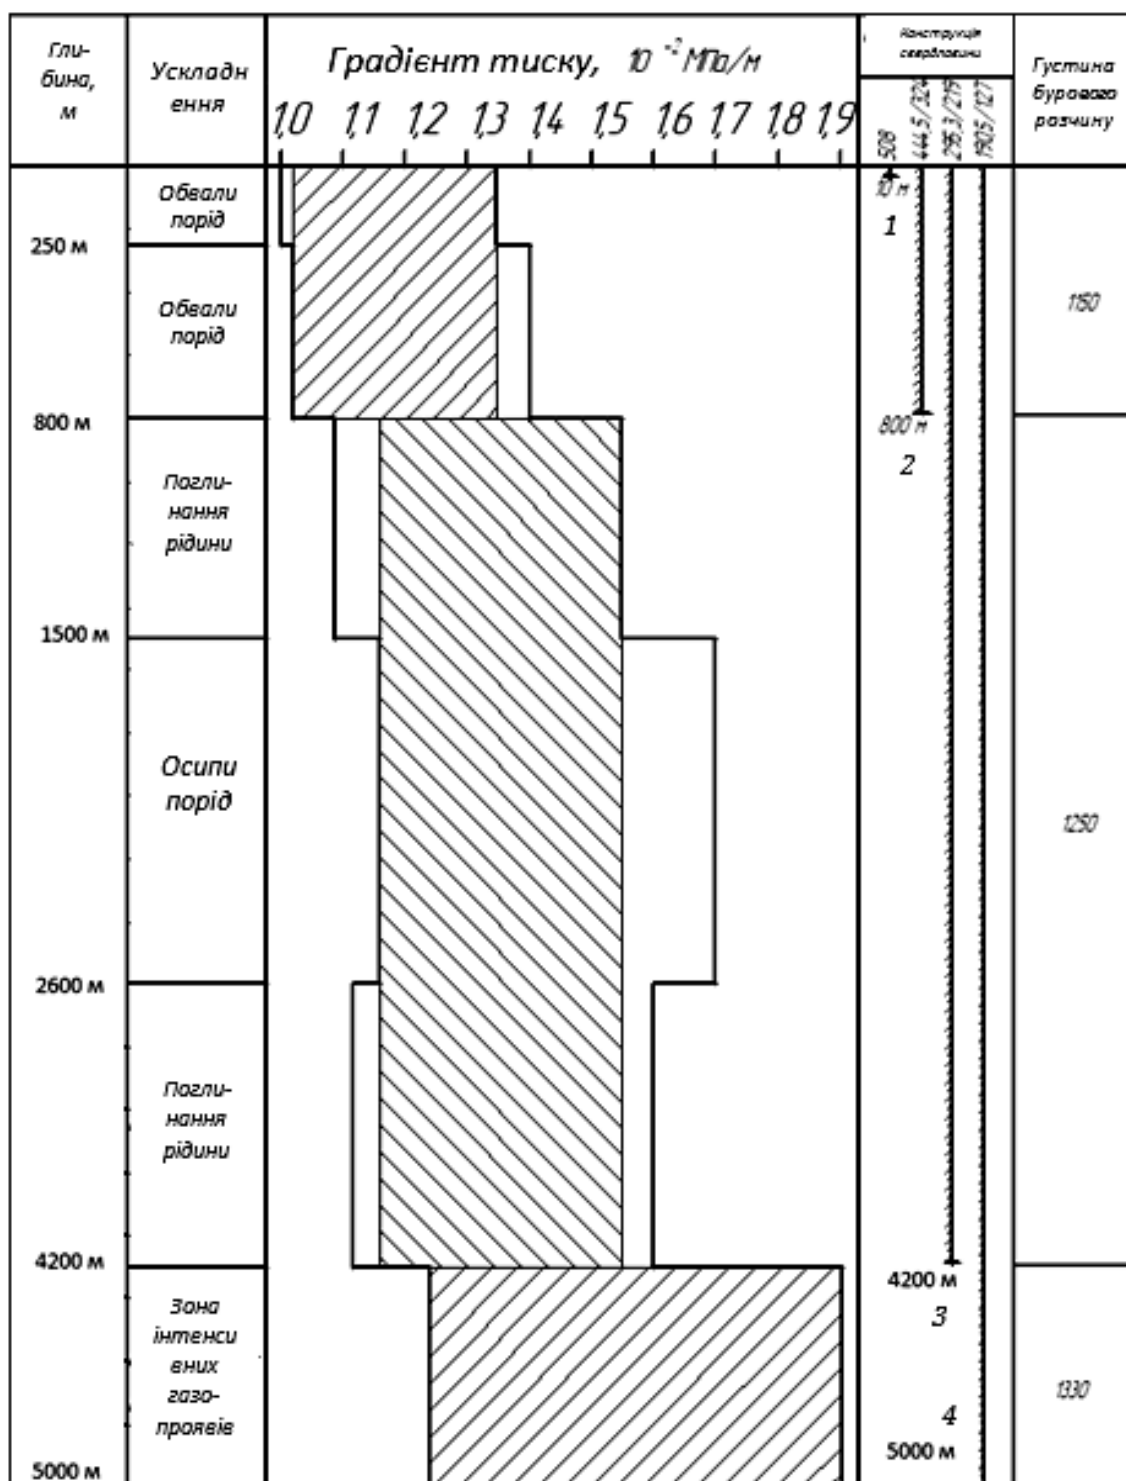 Гли-
бина,
м
Ускладн
ення
Градієнт тиску, 10⁻² МПа/м
1,0 1,1 1,2 1,3 1,4 1,5 1,6 1,7 1,8 1,9
Конструкція
свердловини
508
444,5/324
295,3/219
190,5/127
Густина
бурового
розчину
Обвали
порід
10 м
1
250 м
Обвали
порід
1150
800 м
800 м
2
Погли-
нання
рідини
1500 м
Осипи
порід
1250
2600 м
Погли-
нання
рідини
4200 м
4200 м
3
Зона
інтенси
вних
газо-
проявів
1330
4
5000 м
5000 м